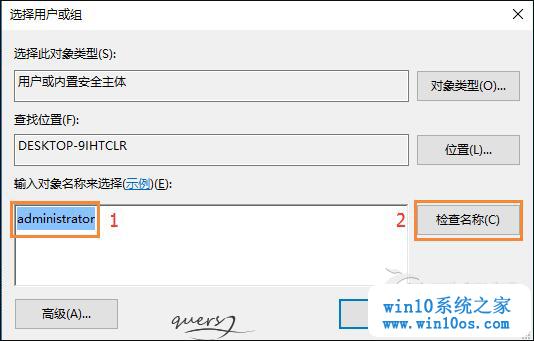 选择用户或组
选择此对象类型(S):
用户或内置安全主体
对象类型(O)...
查找位置(F):
DESKTOP-9IHTCLR
位置(L)...
输入对象名称来选择(示例)(E):
administrator 1 2 检查名称(C)
高级(A)...
win10系统之家
www.win10os.com